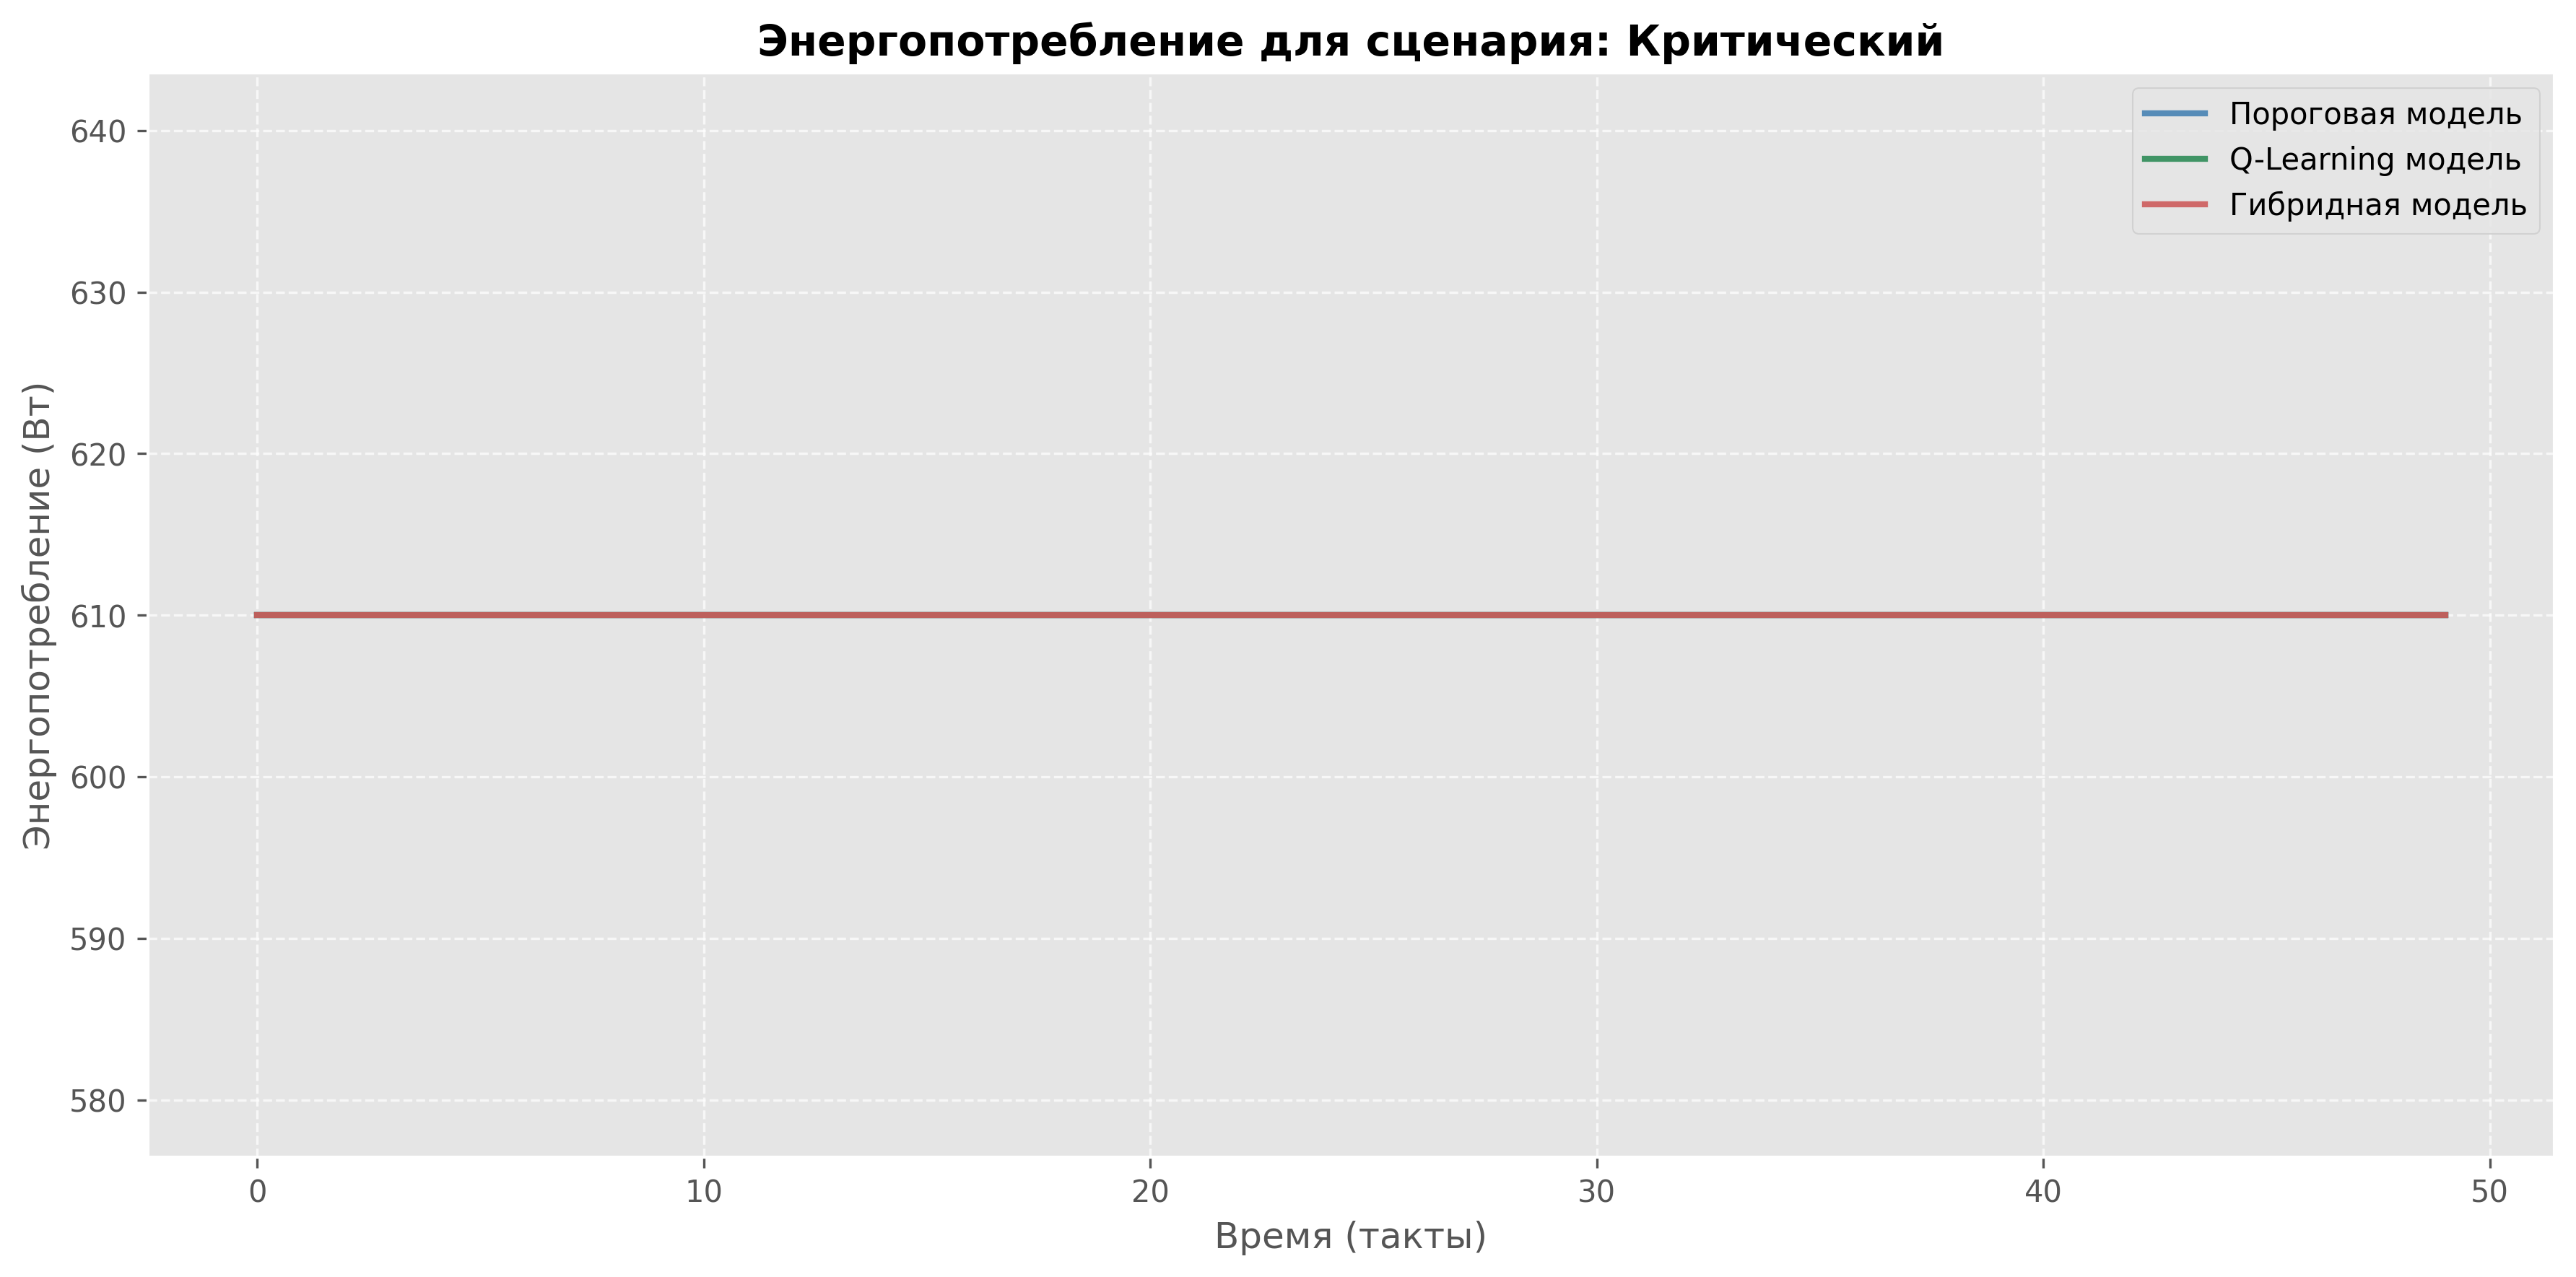 Энергопотребление для сценария: Критический
Пороговая модель
Q-Learning модель
Гибридная модель
Энергопотребление (Вт)
640
630
620
610
600
590
580
0 10 20 30 40 50
Время (такты)